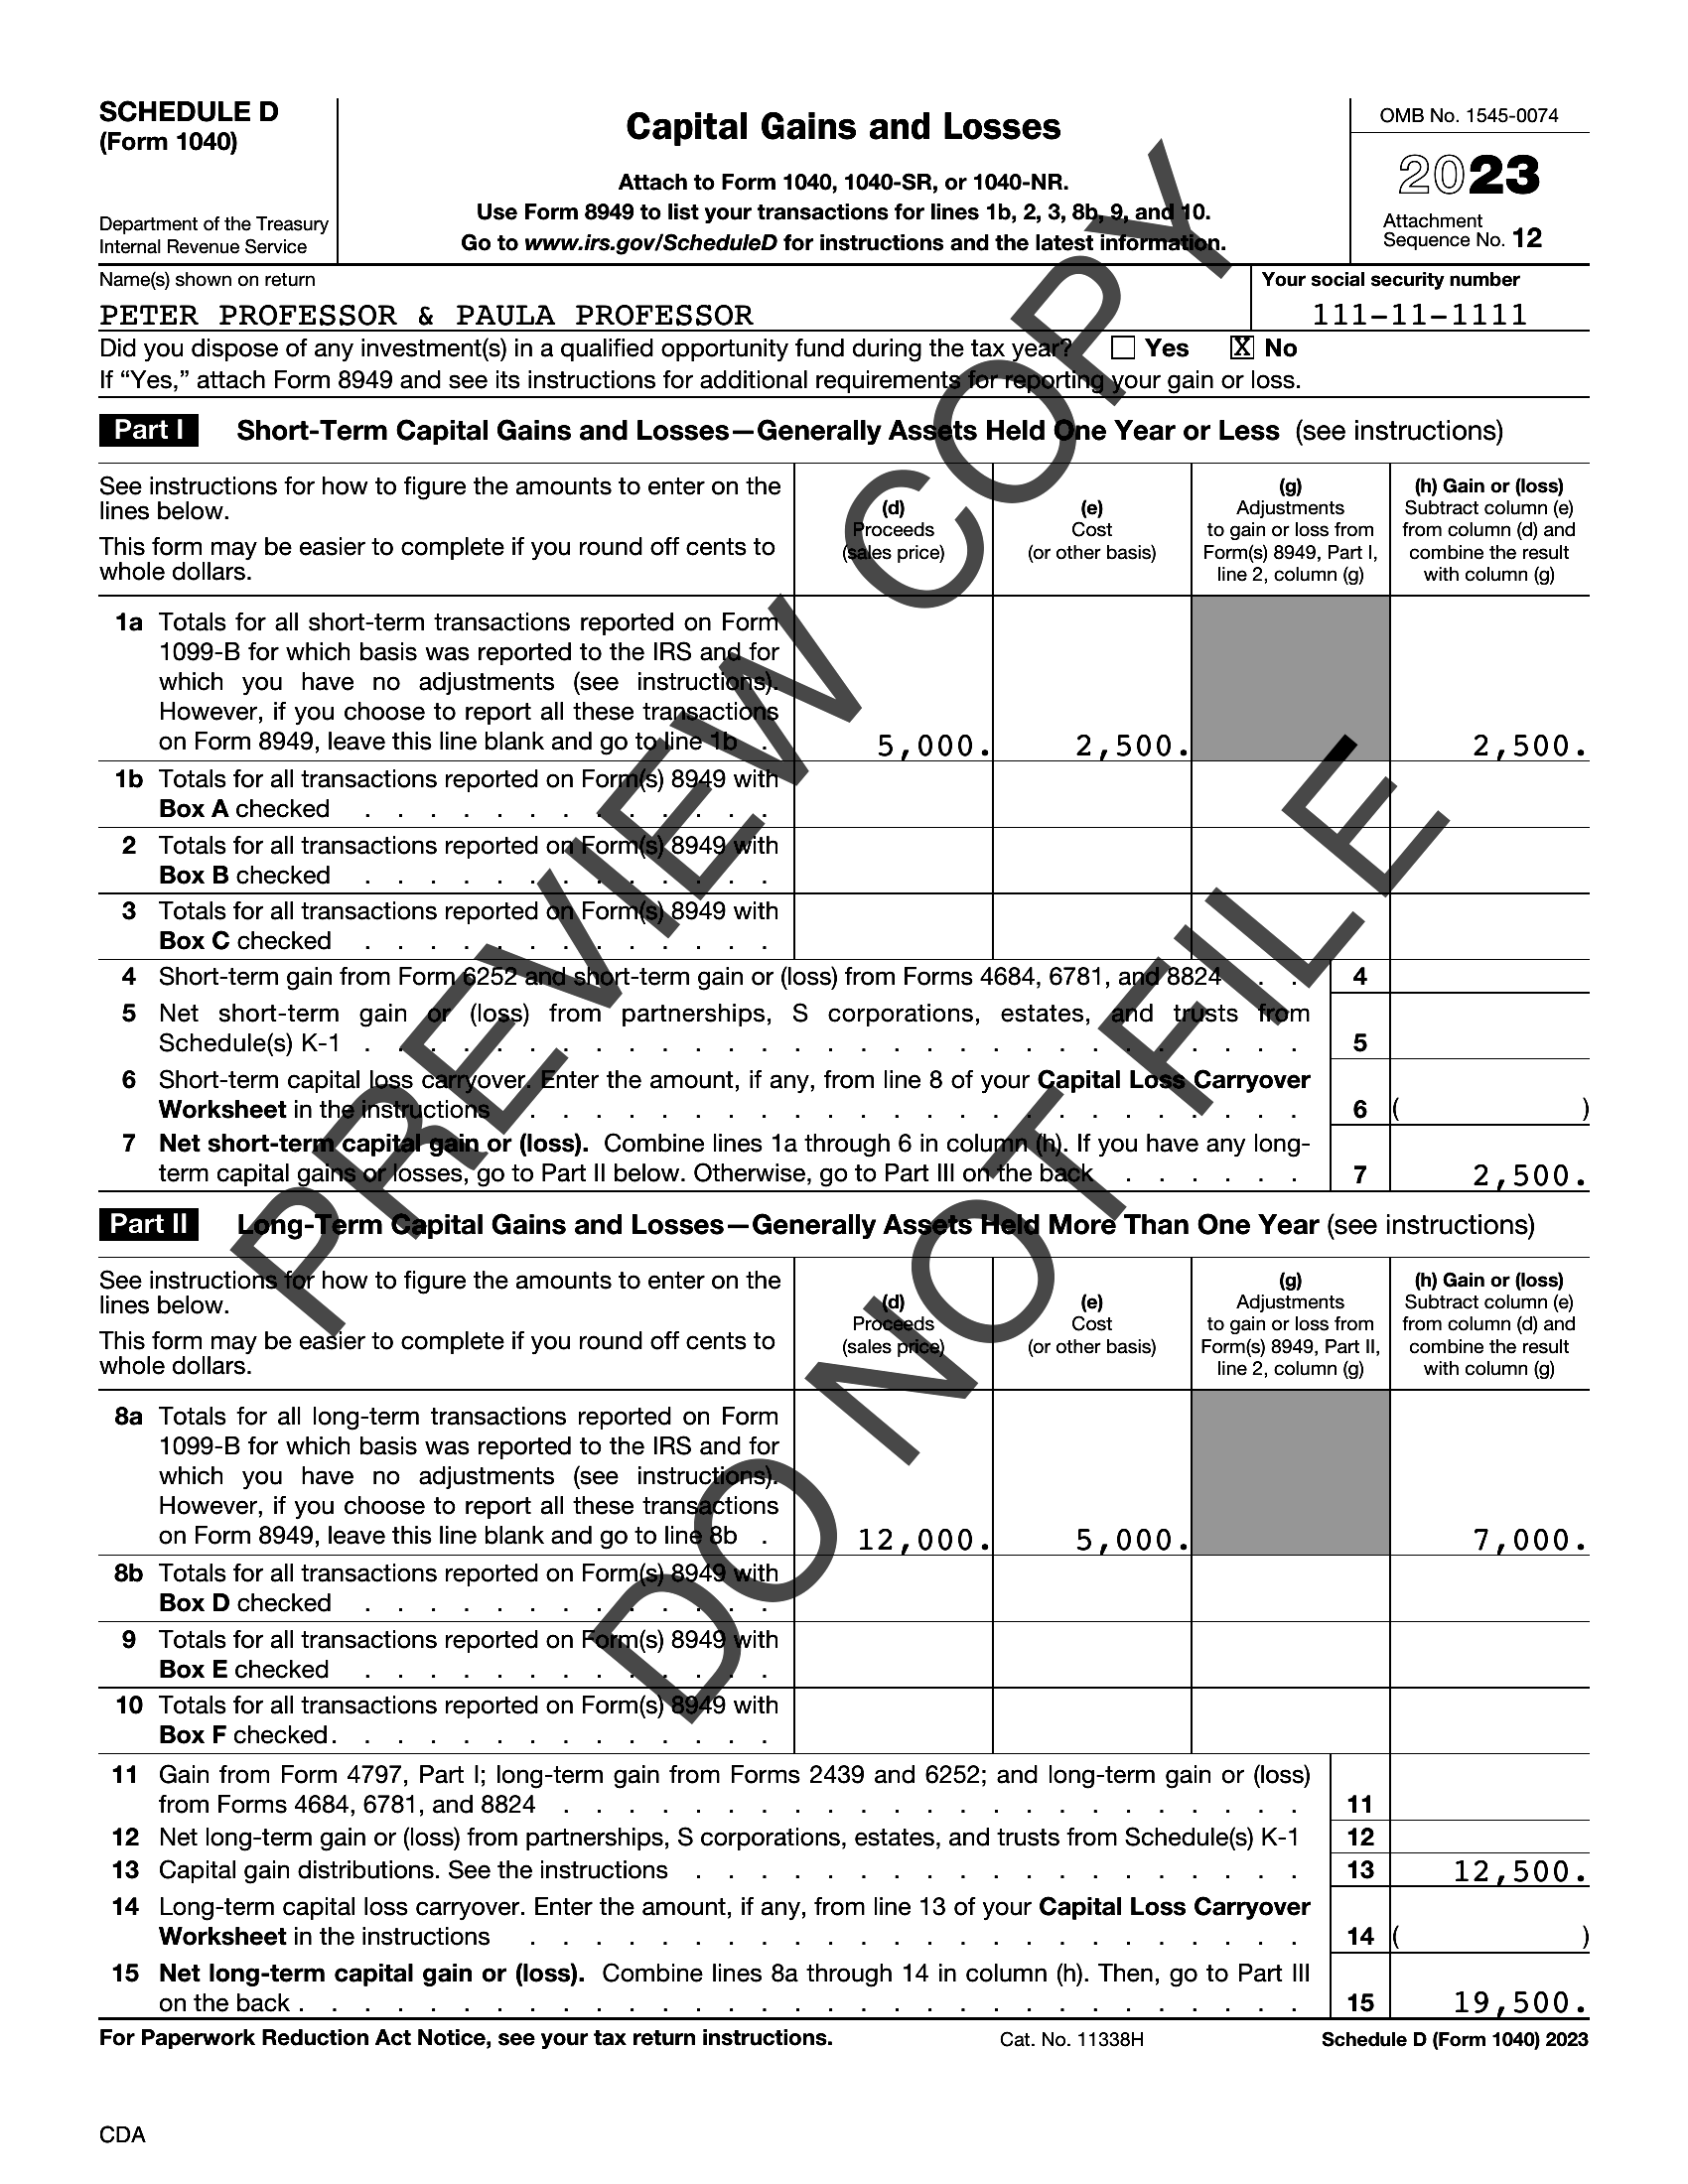 SCHEDULE D
(Form 1040)
Department of the Treasury
Internal Revenue Service
Capital Gains and Losses
Attach to Form 1040, 1040-SR, or 1040-NR.
Use Form 8949 to list your transactions for lines 1b, 2, 3, 8b, 9, and 10.
Go to www.irs.gov/ScheduleD for instructions and the latest information.
OMB No. 1545-0074
2023
Attachment
Sequence No. 12
Name(s) shown on return
PETER PROFESSOR & PAULA PROFESSOR
Your social security number
111-11-1111
Did you dispose of any investment(s) in a qualified opportunity fund during the tax year? Yes X No
If “Yes,” attach Form 8949 and see its instructions for additional requirements for reporting your gain or loss.
Part I Short-Term Capital Gains and Losses—Generally Assets Held One Year or Less (see instructions)
See instructions for how to figure the amounts to enter on the
lines below.
This form may be easier to complete if you round off cents to
whole dollars.
(d)
Proceeds
(sales price)
(e)
Cost
(or other basis)
(g)
Adjustments
to gain or loss from
Form(s) 8949, Part I,
line 2, column (g)
(h) Gain or (loss)
Subtract column (e)
from column (d) and
combine the result
with column (g)
1a Totals for all short-term transactions reported on Form
1099-B for which basis was reported to the IRS and for
which you have no adjustments (see instructions).
However, if you choose to report all these transactions
on Form 8949, leave this line blank and go to line 1b . 5,000. 2,500. 2,500.
1b Totals for all transactions reported on Form(s) 8949 with
Box A checked . . . . . . . . . . . . .
2 Totals for all transactions reported on Form(s) 8949 with
Box B checked . . . . . . . . . . . . .
3 Totals for all transactions reported on Form(s) 8949 with
Box C checked . . . . . . . . . . . . .
4 Short-term gain from Form 6252 and short-term gain or (loss) from Forms 4684, 6781, and 8824 . . 4
5 Net short-term gain or (loss) from partnerships, S corporations, estates, and trusts from
Schedule(s) K-1 . . . . . . . . . . . . . . . . . . . . . . . . . . . . . 5
6 Short-term capital loss carryover. Enter the amount, if any, from line 8 of your Capital Loss Carryover
Worksheet in the instructions . . . . . . . . . . . . . . . . . . . . . . . . 6 ( )
7 Net short-term capital gain or (loss). Combine lines 1a through 6 in column (h). If you have any long-
term capital gains or losses, go to Part II below. Otherwise, go to Part III on the back . . . . . . 7 2,500.
Part II Long-Term Capital Gains and Losses—Generally Assets Held More Than One Year (see instructions)
See instructions for how to figure the amounts to enter on the
lines below.
This form may be easier to complete if you round off cents to
whole dollars.
(d)
Proceeds
(sales price)
(e)
Cost
(or other basis)
(g)
Adjustments
to gain or loss from
Form(s) 8949, Part II,
line 2, column (g)
(h) Gain or (loss)
Subtract column (e)
from column (d) and
combine the result
with column (g)
8a Totals for all long-term transactions reported on Form
1099-B for which basis was reported to the IRS and for
which you have no adjustments (see instructions).
However, if you choose to report all these transactions
on Form 8949, leave this line blank and go to line 8b . 12,000. 5,000. 7,000.
8b Totals for all transactions reported on Form(s) 8949 with
Box D checked . . . . . . . . . . . . .
9 Totals for all transactions reported on Form(s) 8949 with
Box E checked . . . . . . . . . . . . .
10 Totals for all transactions reported on Form(s) 8949 with
Box F checked. . . . . . . . . . . . . .
11 Gain from Form 4797, Part I; long-term gain from Forms 2439 and 6252; and long-term gain or (loss)
from Forms 4684, 6781, and 8824 . . . . . . . . . . . . . . . . . . . . . . . 11
12 Net long-term gain or (loss) from partnerships, S corporations, estates, and trusts from Schedule(s) K-1 12
13 Capital gain distributions. See the instructions . . . . . . . . . . . . . . . . . . . 13 12,500.
14 Long-term capital loss carryover. Enter the amount, if any, from line 13 of your Capital Loss Carryover
Worksheet in the instructions . . . . . . . . . . . . . . . . . . . . . . . . 14 ( )
15 Net long-term capital gain or (loss). Combine lines 8a through 14 in column (h). Then, go to Part III
on the back . . . . . . . . . . . . . . . . . . . . . . . . . . . . . . . 15 19,500.
For Paperwork Reduction Act Notice, see your tax return instructions. Cat. No. 11338H Schedule D (Form 1040) 2023
CDA
PREVIEW COPY
DO NOT FILE